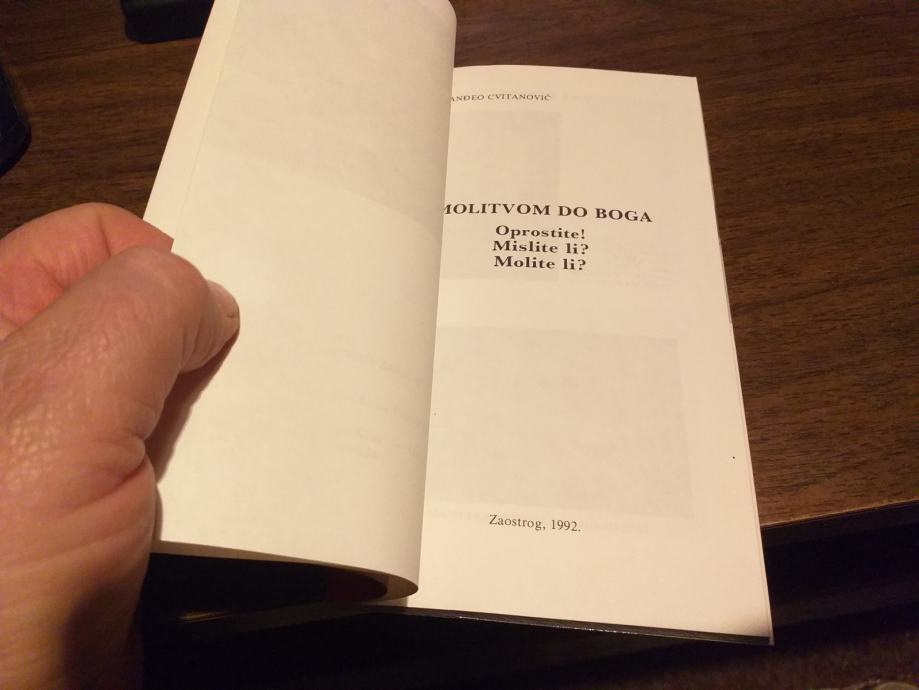 ANĐEO CVITANOVIĆ
MOLITVOM DO BOGA
Oprostite!
Mislite li?
Molite li?
Zaostrog, 1992.